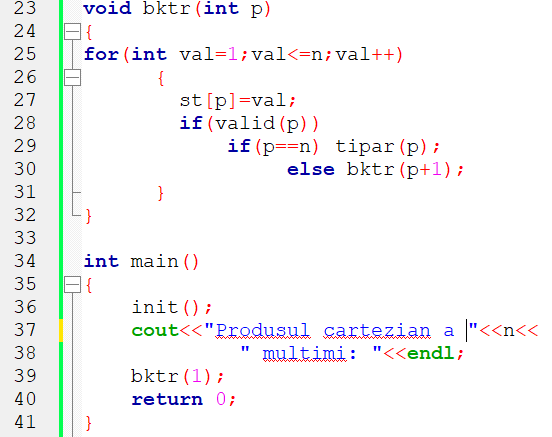 23 void bktr(int p)
24 {
25 for(int val=1;val<=n;val++)
26 {
27 st[p]=val;
28 if(valid(p))
29 if(p==n) tipar(p);
30 else bktr(p+1);
31 }
32 }
33
34 int main()
35 {
36 init();
37 cout<<"Produsul cartezian a "<<n<<
38 " multimi: "<<endl;
39 bktr(1);
40 return 0;
41 }